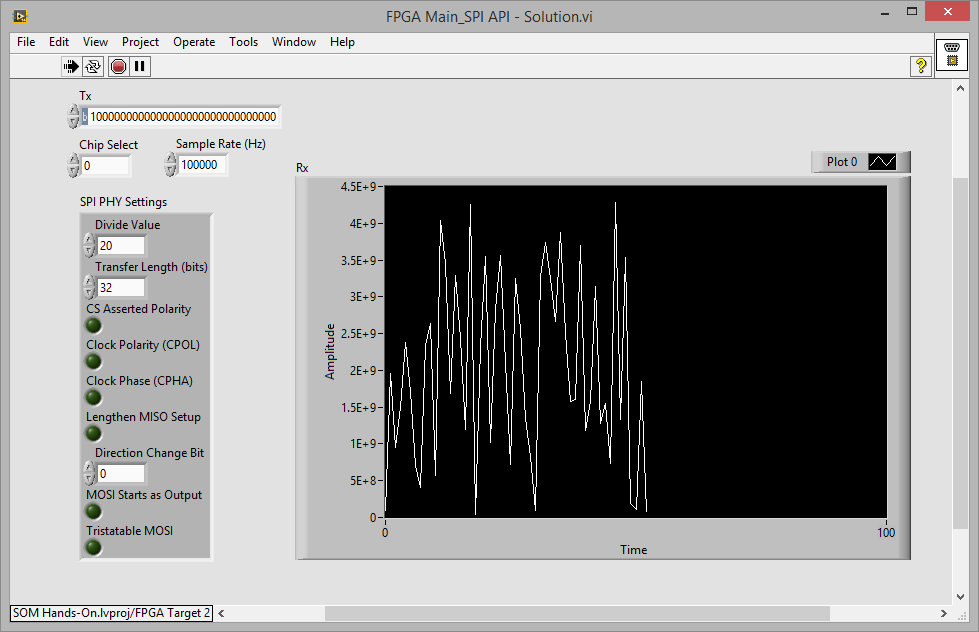 FPGA Main_SPI API - Solution.vi
File Edit View Project Operate Tools Window Help
Tx
b 10000000000000000000000000000000
Chip Select
0
Sample Rate (Hz)
100000
SPI PHY Settings
Divide Value
20
Transfer Length (bits)
32
CS Asserted Polarity
Clock Polarity (CPOL)
Clock Phase (CPHA)
Lengthen MISO Setup
Direction Change Bit
0
MOSI Starts as Output
Tristatable MOSI
Rx
Plot 0
4.5E+9
4E+9
3.5E+9
3E+9
2.5E+9
2E+9
1.5E+9
1E+9
5E+8
0
Amplitude
0 100
Time
SOM Hands-On.lvproj/FPGA Target 2